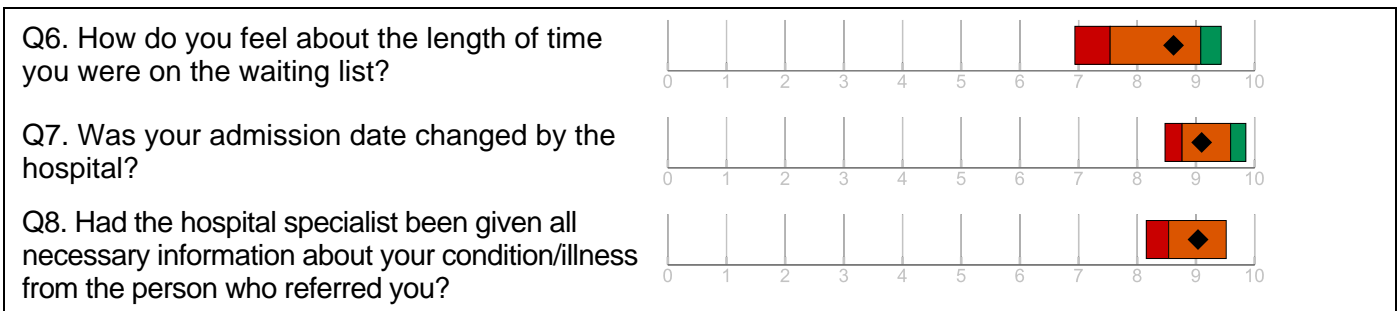 Q6. How do you feel about the length of time
you were on the waiting list?
0 1 2 3 4 5 6 7 8 9 10
Q7. Was your admission date changed by the
hospital?
0 1 2 3 4 5 6 7 8 9 10
Q8. Had the hospital specialist been given all
necessary information about your condition/illness
from the person who referred you?
0 1 2 3 4 5 6 7 8 9 10